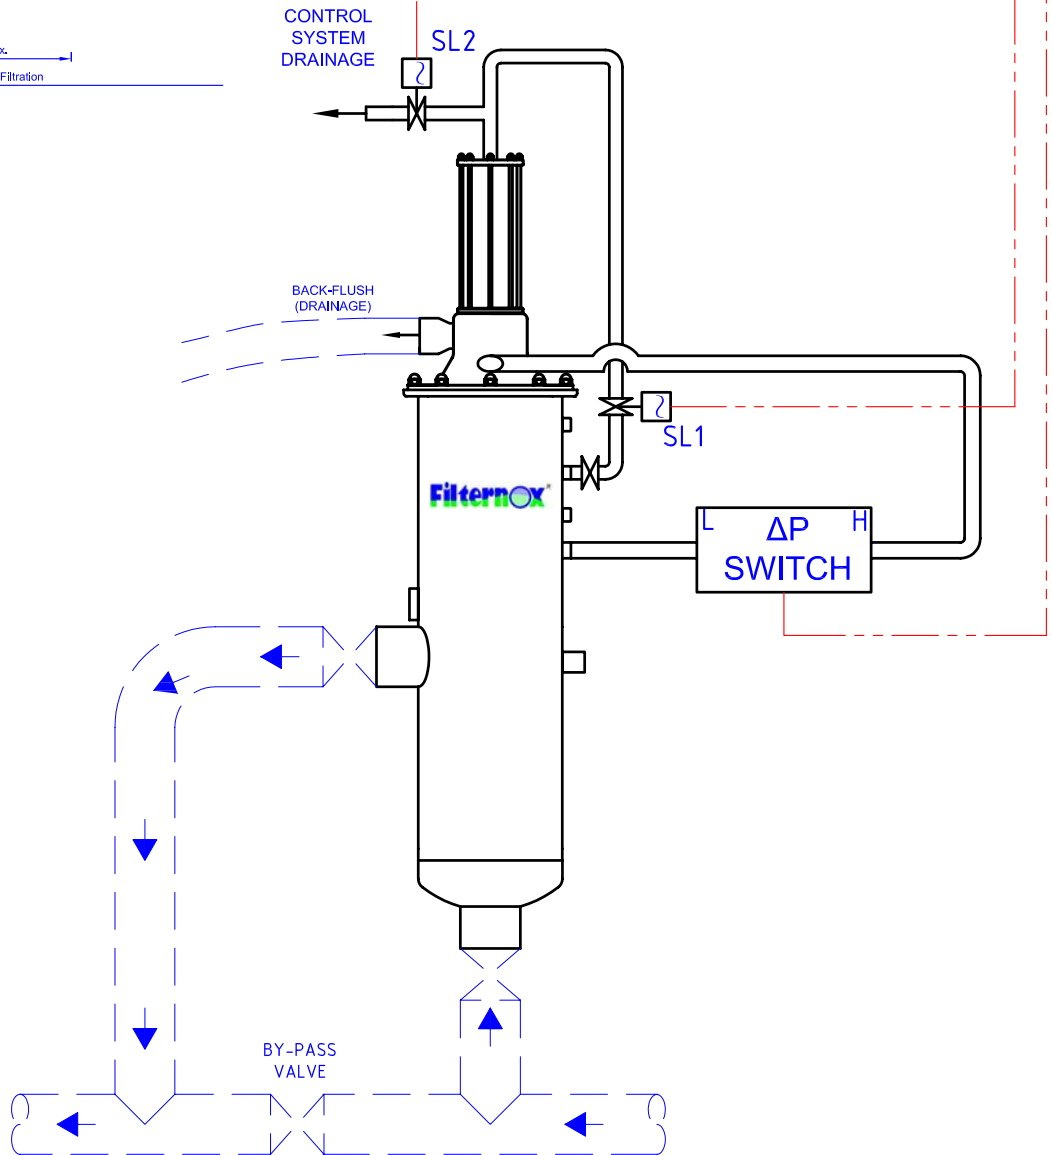 CONTROL
SYSTEM
DRAINAGE
SL2
x.
Filtration
BACK-FLUSH
(DRAINAGE)
SL1
Filternox
L
ΔP
H
SWITCH
BY-PASS
VALVE